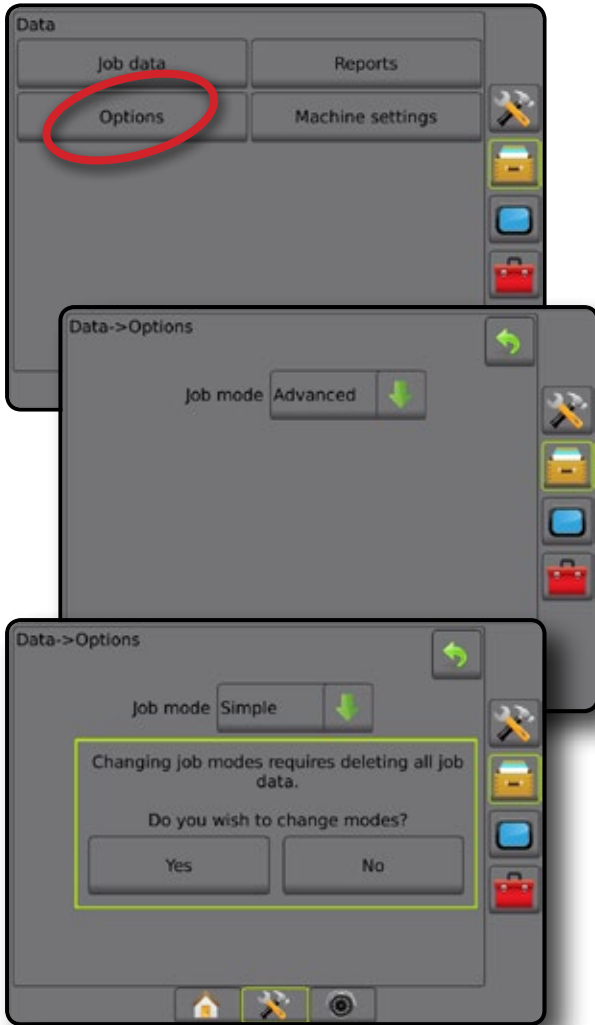 Data
Job data
Reports
Options
Machine settings
Data->Options
Job mode Advanced
Data->Options
Job mode Simple
Changing job modes requires deleting all job
data.
Do you wish to change modes?
Yes
No